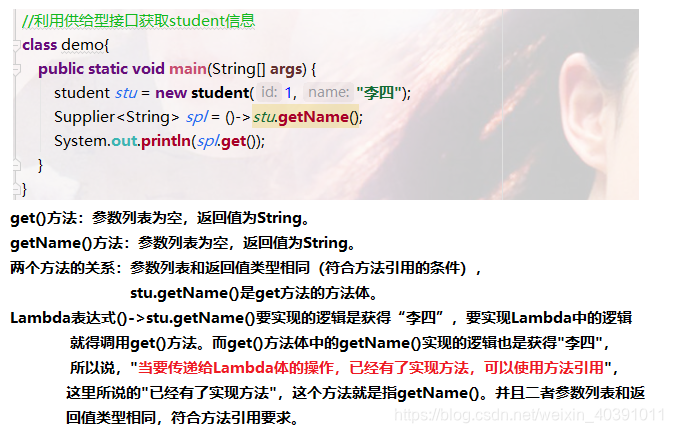 //利用供给型接口获取student信息
class demo{
public static void main(String[] args) {
student stu = new student( id: 1, name: "李四");
Supplier<String> spl = ()->stu.getName();
System.out.println(spl.get());
}
}
get()方法：参数列表为空，返回值为String。
getName()方法：参数列表为空，返回值为String。
两个方法的关系：参数列表和返回值类型相同（符合方法引用的条件），
stu.getName()是get方法的方法体。
Lambda表达式()->stu.getName()要实现的逻辑是获得“李四”，要实现Lambda中的逻辑
就得调用get()方法。而get()方法体中的getName()实现的逻辑也是获得"李四"，
所以说，"当要传递给Lambda体的操作，已经有了实现方法，可以使用方法引用"，
这里所说的"已经有了实现方法"，这个方法就是指getName()。并且二者参数列表和返
回值类型相同，符合方法引用要求。
https://blog.csdn.net/weixin_40391011